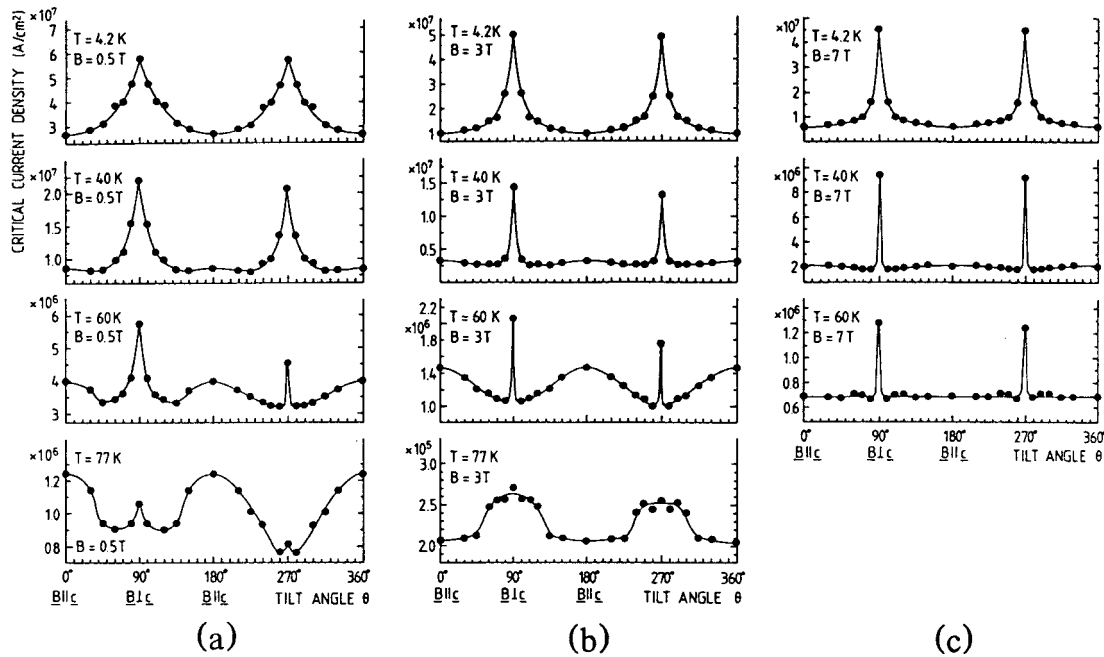 CRITICAL CURRENT DENSITY (A/cm²)
×10⁷
7
6
5
4
3
T = 4.2 K
B = 0.5 T
×10⁷
2.0
1.5
1.0
T = 40 K
B = 0.5 T
×10⁶
6
5
4
3
T = 60 K
B = 0.5 T
×10⁶
1.2
1.0
0.8
T = 77 K
B = 0.5 T
0° 90° 180° 270° 360°
B||c B⊥c B||c TILT ANGLE θ
(a)
×10⁷
5
4
3
2
1
T = 4.2 K
B = 3 T
×10⁷
1.5
1.0
0.5
T = 40 K
B = 3 T
2.2
×10⁶
1.8
1.4
1.0
T = 60 K
B = 3 T
×10⁵
3.0
2.5
2.0
T = 77 K
B = 3 T
0° 90° 180° 270° 360°
B||c B⊥c B||c TILT ANGLE θ
(b)
×10⁷
5
4
3
2
1
T = 4.2 K
B = 7 T
×10⁶
10
8
6
4
2
T = 40 K
B = 7 T
×10⁶
1.2
1.0
0.8
0.6
T = 60 K
B = 7 T
0° 90° 180° 270° 360°
B||c B⊥c B||c TILT ANGLE θ
(c)